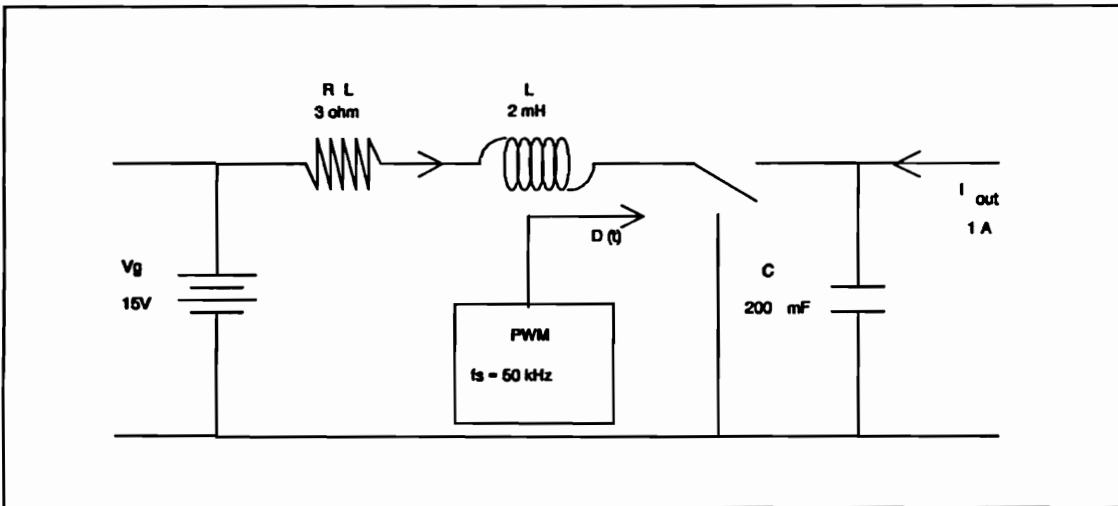 R L
3 ohm
L
2 mH
D (t)
I out
1 A
Vg
15V
C
200 mF
PWM
fs = 50 kHz